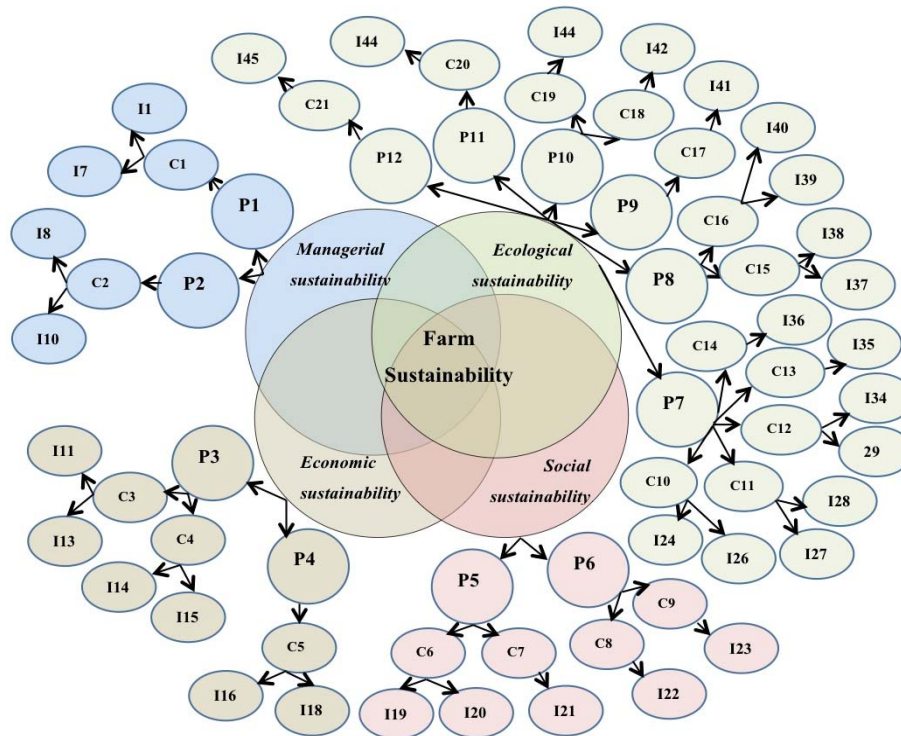 I45
I44
I44
I42
I41
I40
I39
I38
I37
C21
C20
C19
C18
C17
C16
C15
P12
P11
P10
P9
P8
I1
I7
C1
P1
I8
C2
P2
I10
Managerial
sustainability
Ecological
sustainability
Farm
Sustainability
Economic
sustainability
Social
sustainability
P7
C14
I36
C13
I35
C12
I34
29
C11
I28
I27
C10
I24
I26
I11
C3
P3
I13
C4
I14
I15
P4
C5
I16
I18
P5
P6
C6
C7
I19
I20
I21
C9
C8
I23
I22